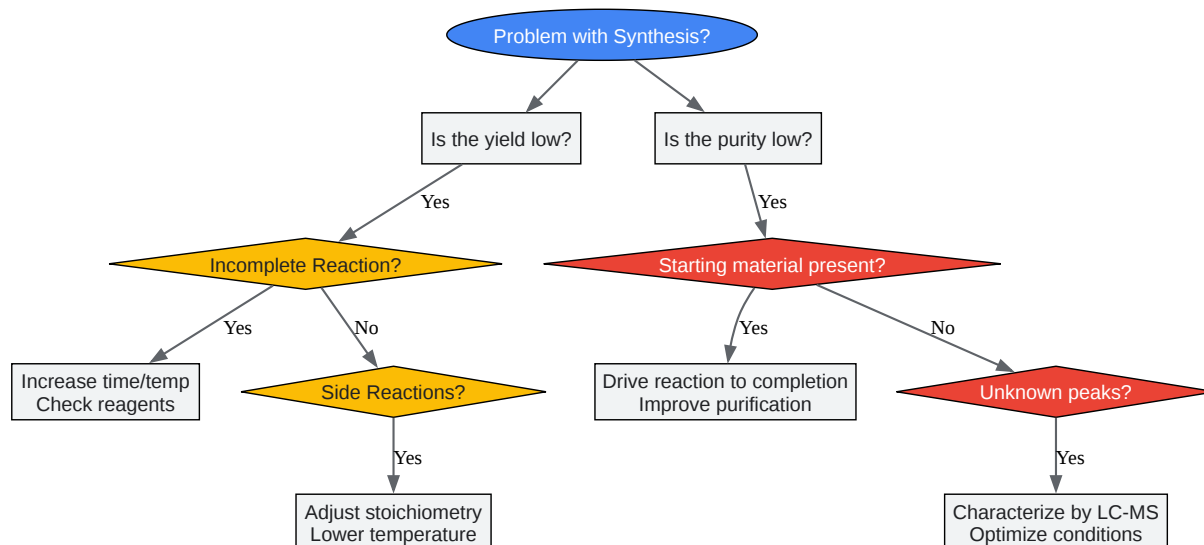 Problem with Synthesis?
Is the yield low?
Is the purity low?
Yes
Yes
Incomplete Reaction?
Starting material present?
Yes
No
Yes
No
Increase time/temp
Check reagents
Side Reactions?
Drive reaction to completion
Improve purification
Unknown peaks?
Yes
Yes
Adjust stoichiometry
Lower temperature
Characterize by LC-MS
Optimize conditions